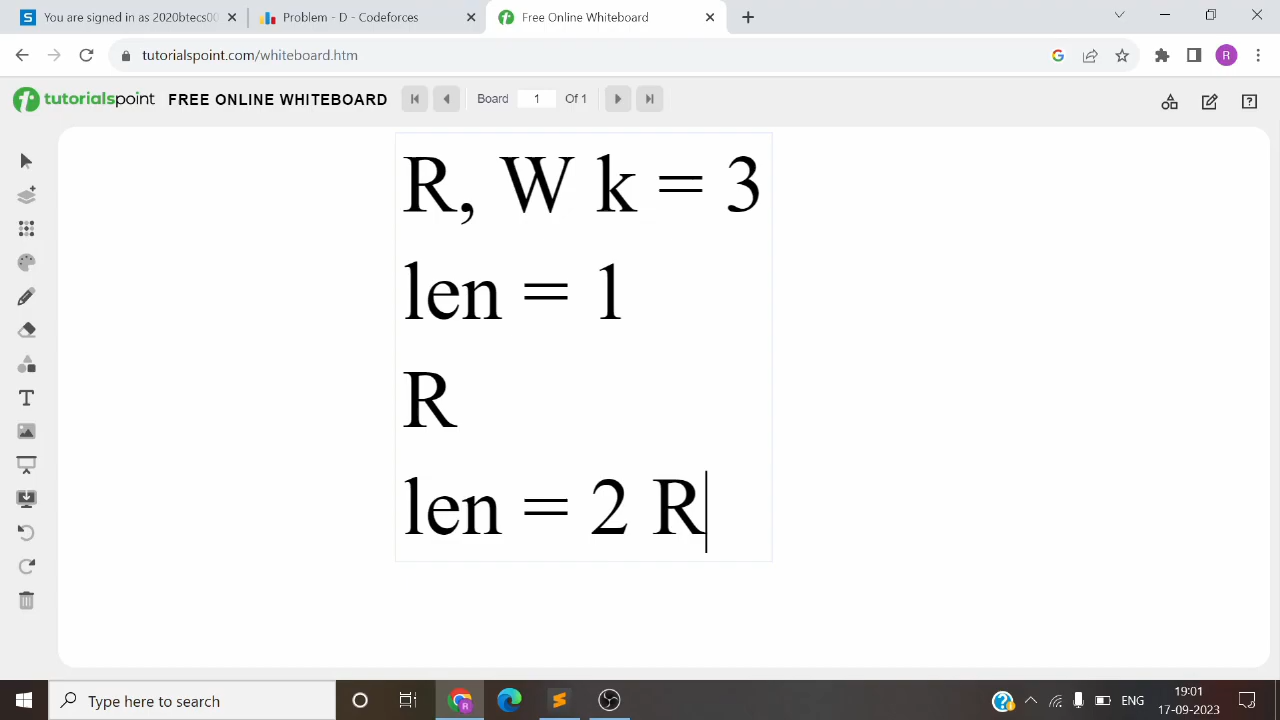 You are signed in as 2020btecs00
Problem - D - Codeforces
Free Online Whiteboard
tutorialspoint.com/whiteboard.htm
G
R
tutorialspoint FREE ONLINE WHITEBOARD Board 1 Of 1
R, W k = 3
len = 1
R
len = 2 R
T
Type here to search
ENG
19:01
17-09-2023